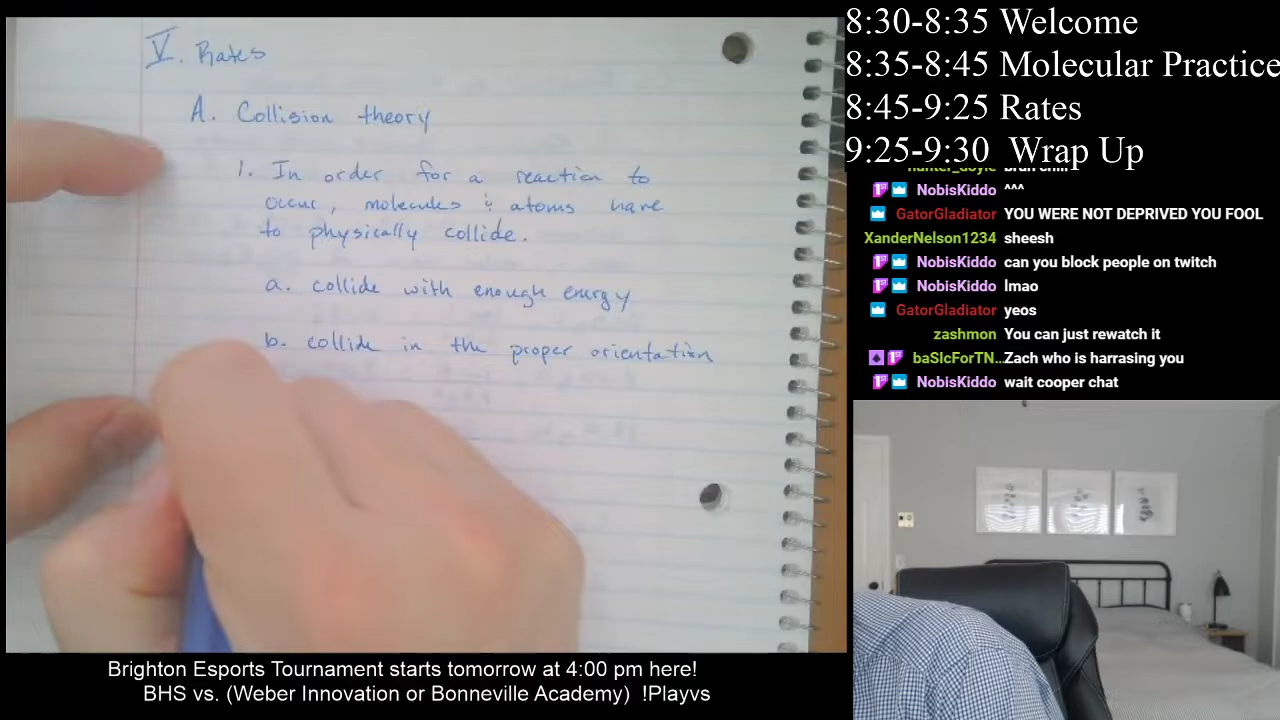 V. Rates
A. Collision theory
1. In order for a reaction to
occur, molecules & atoms have
to physically collide.
a. collide with enough energy
b. collide in the proper orientation
8:30-8:35 Welcome
8:35-8:45 Molecular Practice
8:45-9:25 Rates
9:25-9:30 Wrap Up
NobisKiddo ^^^
GatorGladiator YOU WERE NOT DEPRIVED YOU FOOL
XanderNelson1234 sheesh
NobisKiddo can you block people on twitch
NobisKiddo lmao
GatorGladiator yeos
zashmon You can just rewatch it
baSIcForTN... Zach who is harrasing you
NobisKiddo wait cooper chat
Brighton Esports Tournament starts tomorrow at 4:00 pm here!
BHS vs. (Weber Innovation or Bonneville Academy) !Playvs